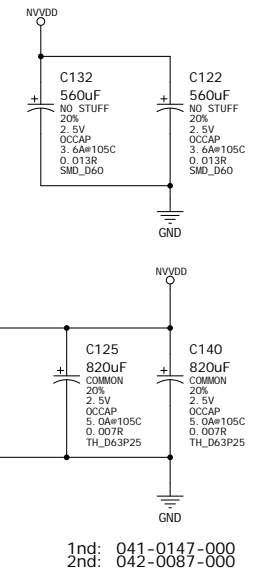 NVVDD
C132
560uF
NO STUFF
20%
2.5V
OCCAP
3.6A@105C
0.013R
SMD_D60
C122
560uF
NO STUFF
20%
2.5V
OCCAP
3.6A@105C
0.013R
SMD_D60
GND
NVVDD
C125
820uF
COMMON
20%
2.5V
OCCAP
5.0A@105C
0.007R
TH_D63P25
C140
820uF
COMMON
20%
2.5V
OCCAP
5.0A@105C
0.007R
TH_D63P25
GND
1nd: 041-0147-000
2nd: 042-0087-000